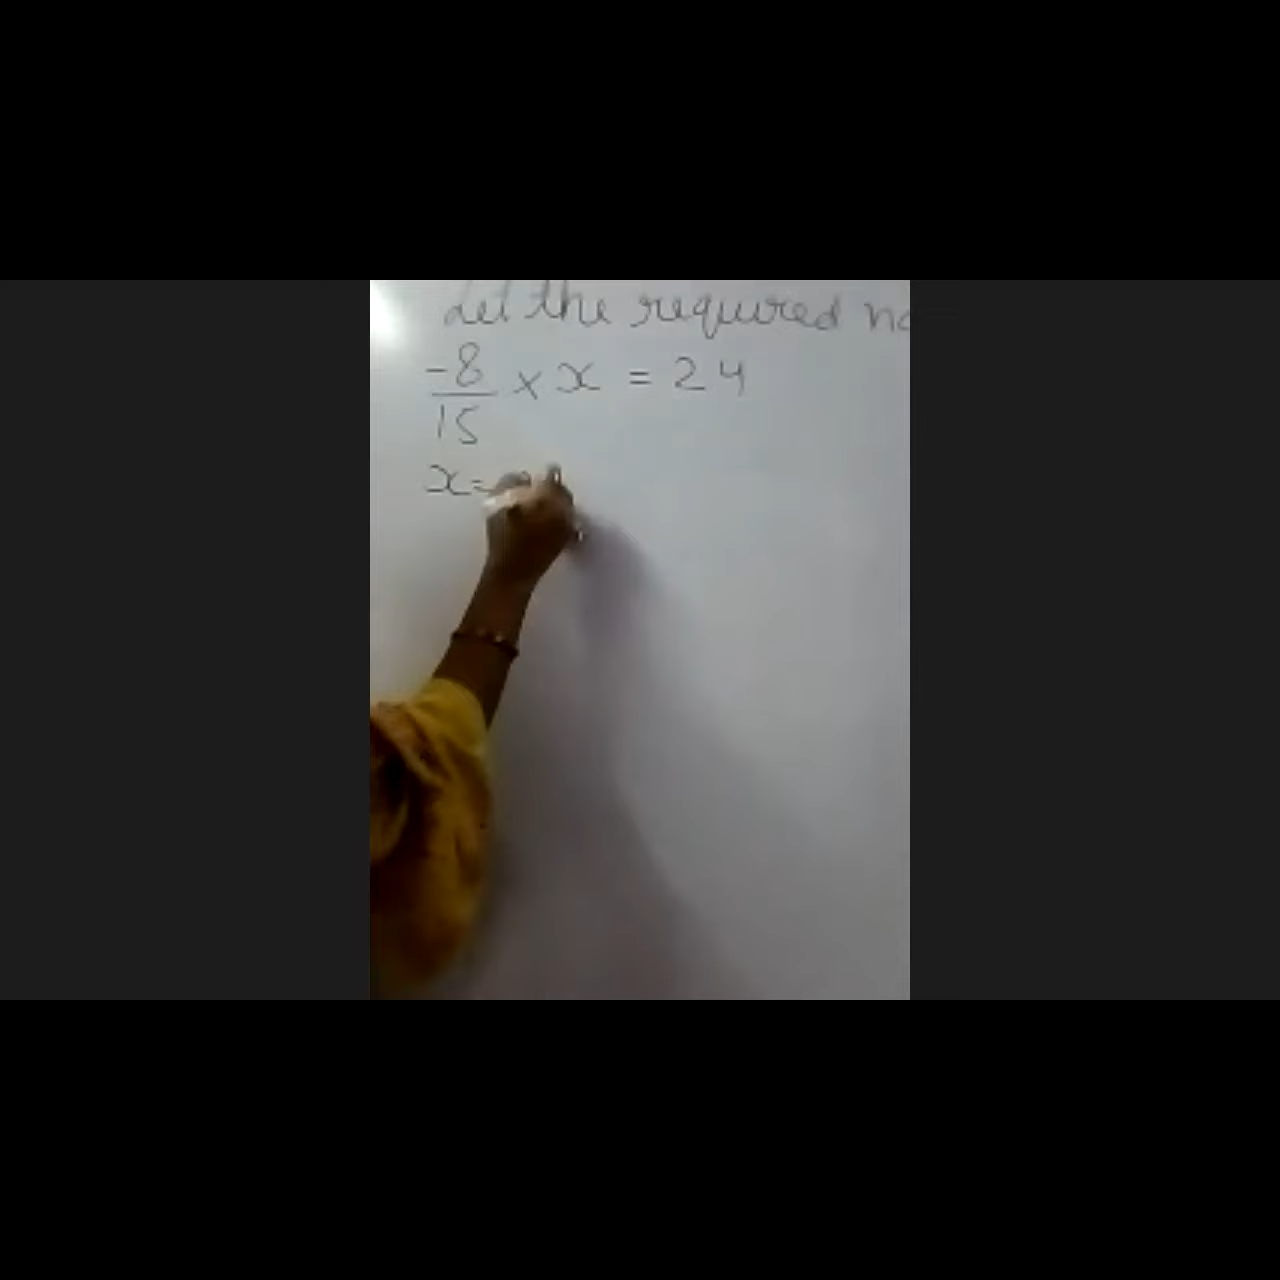 Let the required no
-8/15 × x = 24
x =